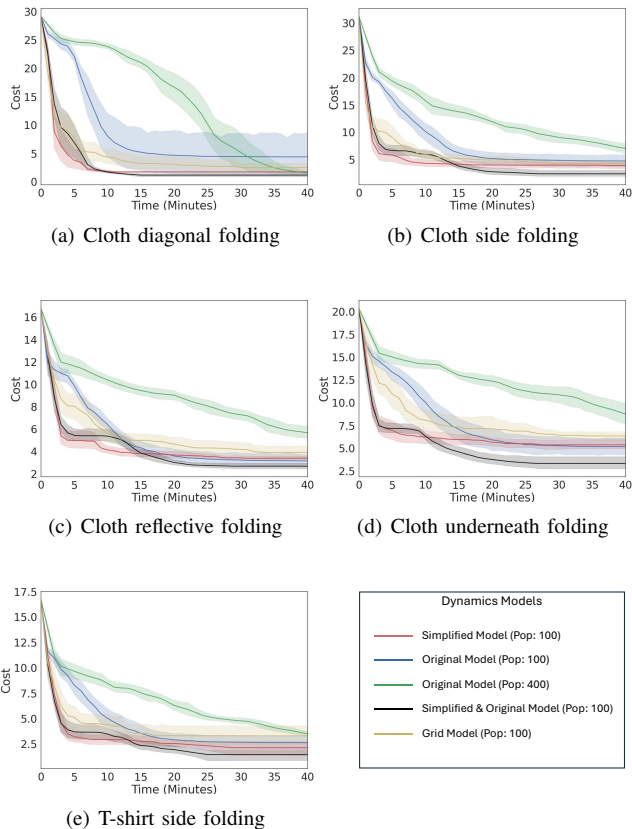 30
25
20
15
10
5
0
Cost
0 5 10 15 20 25 30 35 40
Time (Minutes)
(a) Cloth diagonal folding
30
25
20
15
10
5
Cost
0 5 10 15 20 25 30 35 40
Time (Minutes)
(b) Cloth side folding
16
14
12
10
8
6
4
2
Cost
0 5 10 15 20 25 30 35 40
Time (Minutes)
(c) Cloth reflective folding
20.0
17.5
15.0
12.5
10.0
7.5
5.0
2.5
Cost
0 5 10 15 20 25 30 35 40
Time (Minutes)
(d) Cloth underneath folding
17.5
15.0
12.5
10.0
7.5
5.0
2.5
Cost
0 5 10 15 20 25 30 35 40
Time (Minutes)
(e) T-shirt side folding
Dynamics Models
Simplified Model (Pop: 100)
Original Model (Pop: 100)
Original Model (Pop: 400)
Simplified & Original Model (Pop: 100)
Grid Model (Pop: 100)